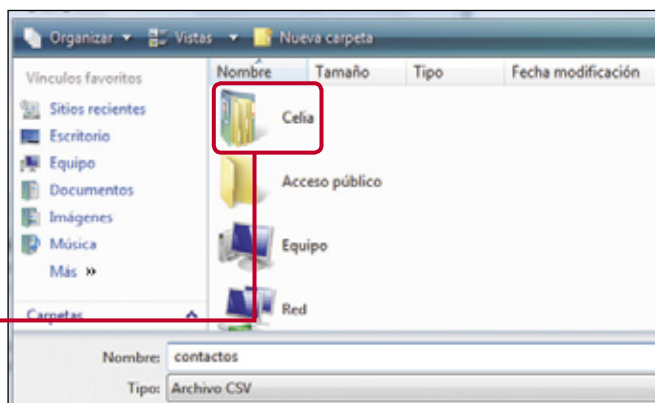 Organizar Vistas Nueva carpeta
Vínculos favoritos
Sitios recientes
Escritorio
Equipo
Documentos
Imágenes
Música
Más »
Carpetas
Nombre Tamaño Tipo Fecha modificación
Celia
Acceso público
Equipo
Red
Nombre: contactos
Tipo: Archivo CSV